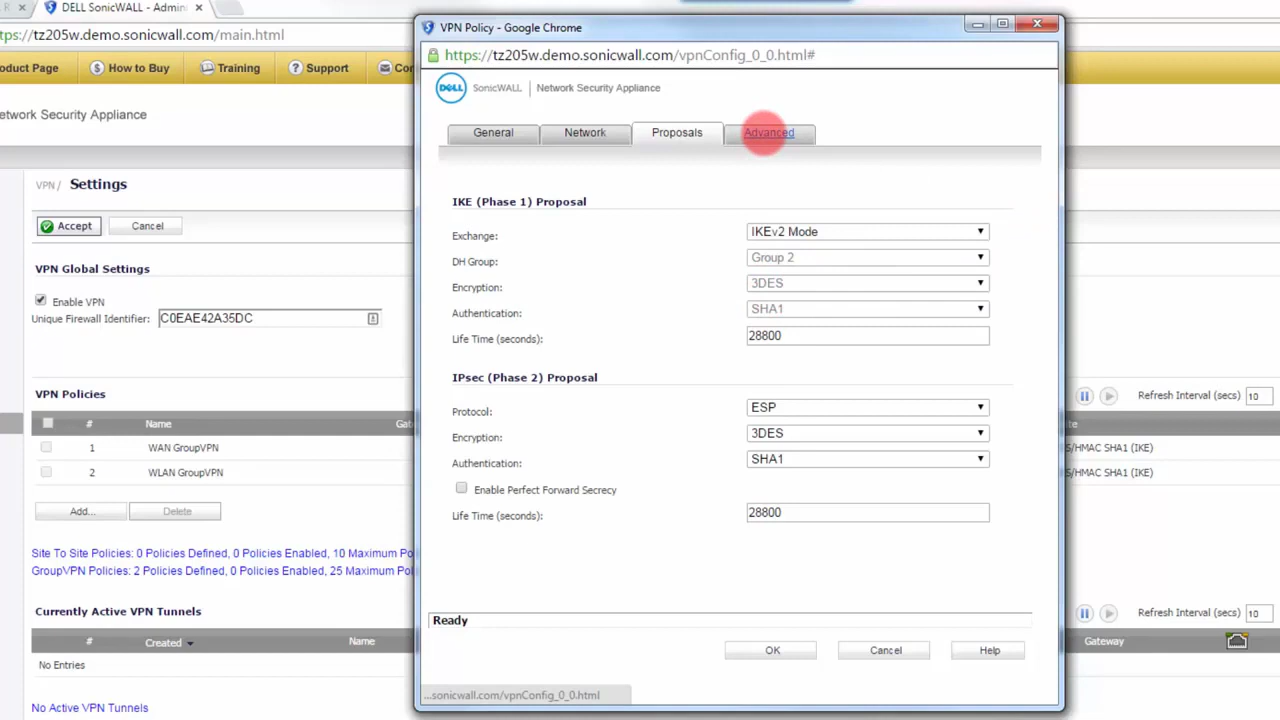 R
DELL SonicWALL - Admini
ps://tz205w.demo.sonicwall.com/main.html
oduct Page
How to Buy
Training
Support
Con
etwork Security Appliance
VPN / Settings
Accept
Cancel
VPN Global Settings
Enable VPN
Unique Firewall Identifier: C0EAE42A35DC
VPN Policies
Refresh Interval (secs) 10
# Name Gat
te
1 WAN GroupVPN
S/HMAC SHA1 (IKE)
2 WLAN GroupVPN
S/HMAC SHA1 (IKE)
Add...
Delete
Site To Site Policies: 0 Policies Defined, 0 Policies Enabled, 10 Maximum Poli
GroupVPN Policies: 2 Policies Defined, 0 Policies Enabled, 25 Maximum Poli
Currently Active VPN Tunnels
Refresh Interval (secs) 10
# Created Name Gateway
No Entries
No Active VPN Tunnels
VPN Policy - Google Chrome
https://tz205w.demo.sonicwall.com/vpnConfig_0_0.html#
DELL SonicWALL | Network Security Appliance
General
Network
Proposals
Advanced
IKE (Phase 1) Proposal
Exchange: IKEv2 Mode
DH Group: Group 2
Encryption: 3DES
Authentication: SHA1
Life Time (seconds): 28800
IPsec (Phase 2) Proposal
Protocol: ESP
Encryption: 3DES
Authentication: SHA1
Enable Perfect Forward Secrecy
Life Time (seconds): 28800
Ready
OK
Cancel
Help
...sonicwall.com/vpnConfig_0_0.html